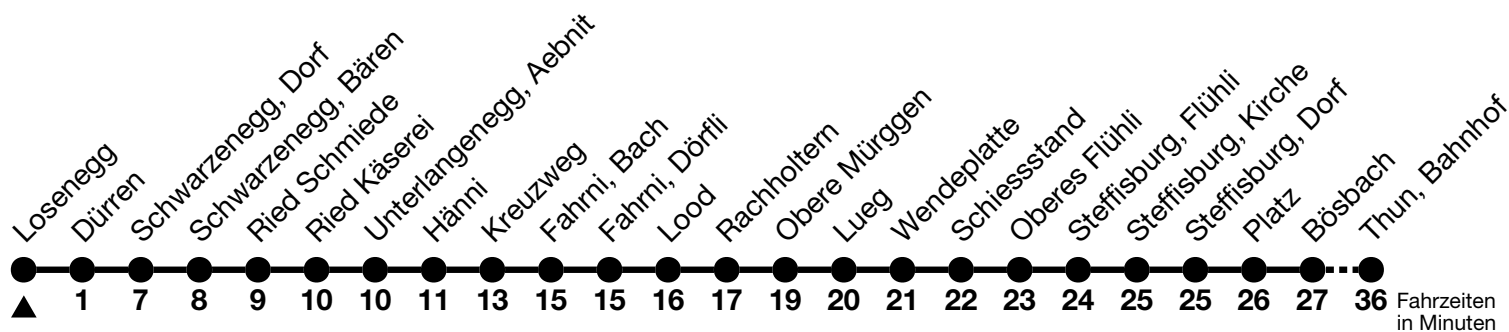 Losenegg
Dürren
Schwarzenegg, Dorf
Schwarzenegg, Bären
Ried Schmiede
Ried Käserei
Unterlangenegg, Aebnit
Hänni
Kreuzweg
Fahrni, Bach
Fahrni, Dörfli
Lood
Rachholtern
Obere Mürggen
Lueg
Wendeplatte
Schiessstand
Oberes Flühli
Steffisburg, Flühli
Steffisburg, Kirche
Steffisburg, Dorf
Platz
Bösbach
Thun, Bahnhof
1 7 8 9 10 10 11 13 15 15 16 17 19 20 21 22 23 24 25 25 26 27 36 Fahrzeiten
in Minuten